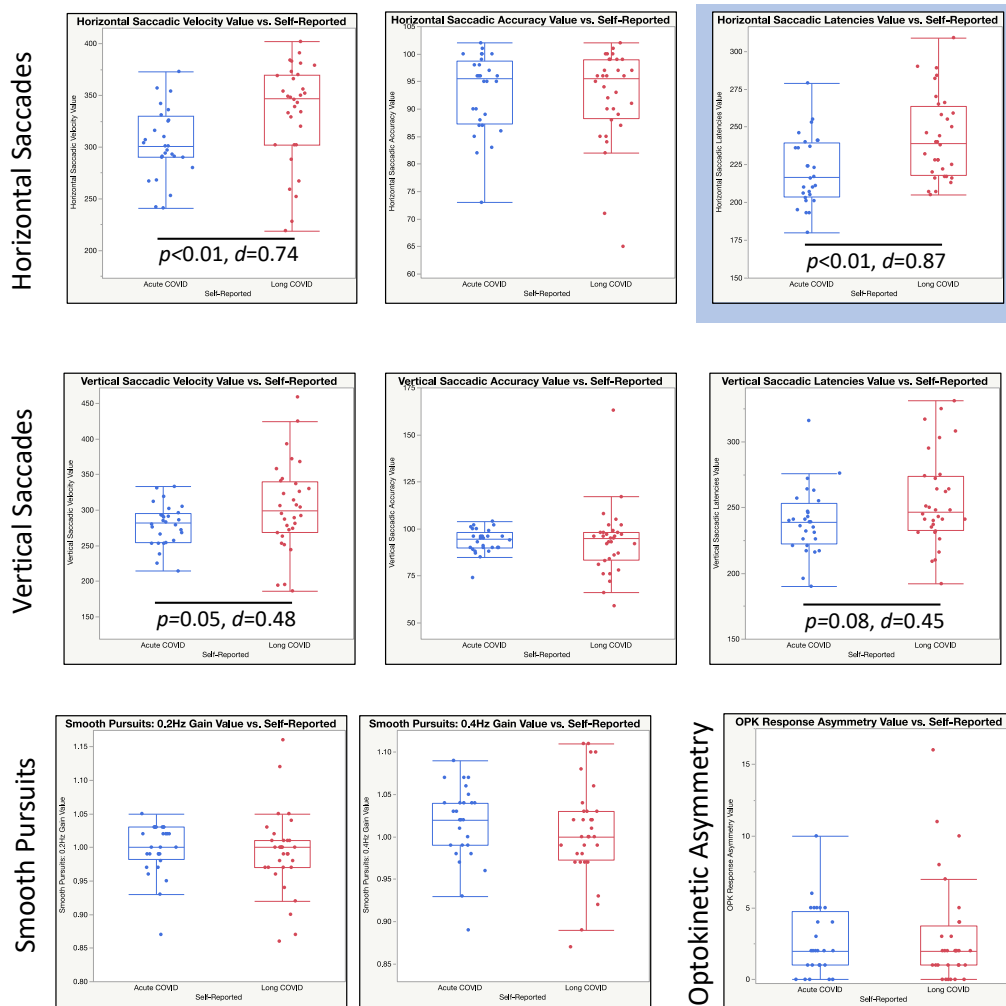 Horizontal Saccades
Horizontal Saccadic Velocity Value vs. Self-Reported
Horizontal Saccadic Velocity Value
400
350
300
250
200
p<0.01, d=0.74
Acute COVID
Long COVID
Self-Reported
Horizontal Saccadic Accuracy Value vs. Self-Reported
Horizontal Saccadic Accuracy Value
105
100
95
90
85
80
75
70
65
60
Acute COVID
Long COVID
Self-Reported
Horizontal Saccadic Latencies Value vs. Self-Reported
Horizontal Saccadic Latencies Value
300
275
250
225
200
175
150
p<0.01, d=0.87
Acute COVID
Long COVID
Self-Reported
Vertical Saccades
Vertical Saccadic Velocity Value vs. Self-Reported
Vertical Saccadic Velocity Value
450
400
350
300
250
200
150
p=0.05, d=0.48
Acute COVID
Long COVID
Self-Reported
Vertical Saccadic Accuracy Value vs. Self-Reported
Vertical Saccadic Accuracy Value
175
150
125
100
75
50
Acute COVID
Long COVID
Self-Reported
Vertical Saccadic Latencies Value vs. Self-Reported
Vertical Saccadic Latencies Value
300
250
200
150
p=0.08, d=0.45
Acute COVID
Long COVID
Self-Reported
Smooth Pursuits
Smooth Pursuits: 0.2Hz Gain Value vs. Self-Reported
Smooth Pursuits: 0.2Hz Gain Value
1.15
1.10
1.05
1.00
0.95
0.90
0.85
0.80
Acute COVID
Long COVID
Self-Reported
Smooth Pursuits: 0.4Hz Gain Value vs. Self-Reported
Smooth Pursuits: 0.4Hz Gain Value
1.10
1.05
1.00
0.95
0.90
0.85
Acute COVID
Long COVID
Self-Reported
Optokinetic Asymmetry
OPK Response Asymmetry Value vs. Self-Reported
OPK Response Asymmetry Value
15
10
5
0
Acute COVID
Long COVID
Self-Reported